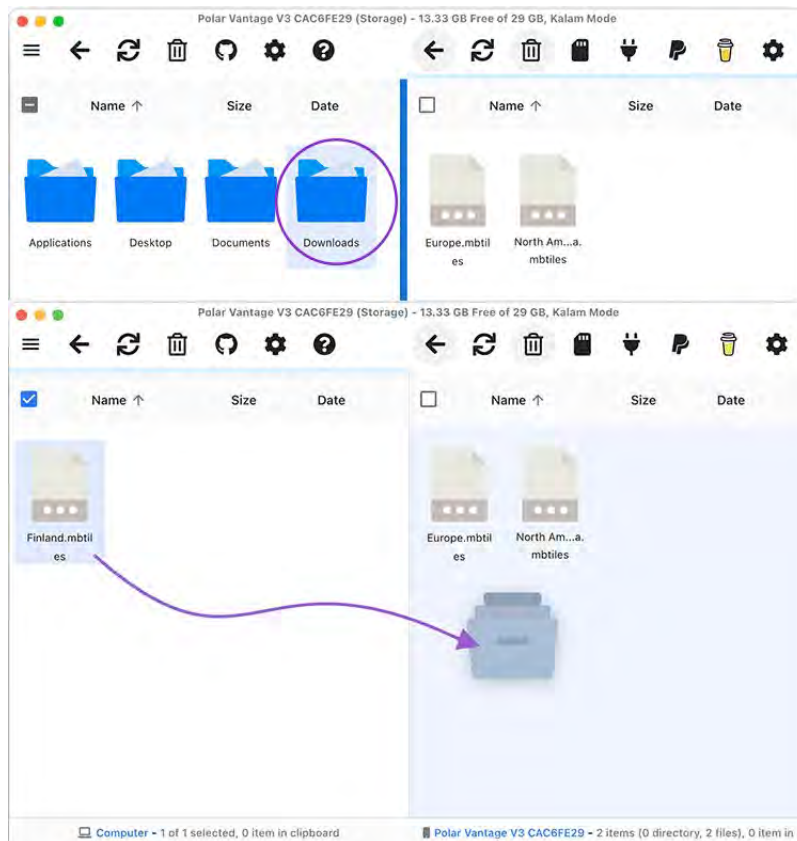 Polar Vantage V3 CAC6FE29 (Storage) - 13.33 GB Free of 29 GB, Kalam Mode
Name ↑ Size Date
Name ↑ Size Date
Applications
Desktop
Documents
Downloads
Europe.mbtil
es
North Am...a.
mbtiles
Polar Vantage V3 CAC6FE29 (Storage) - 13.33 GB Free of 29 GB, Kalam Mode
Name ↑ Size Date
Name ↑ Size Date
Finland.mbtil
es
Europe.mbtil
es
North Am...a.
mbtiles
Computer - 1 of 1 selected, 0 item in clipboard
Polar Vantage V3 CAC6FE29 - 2 items (0 directory, 2 files), 0 item in